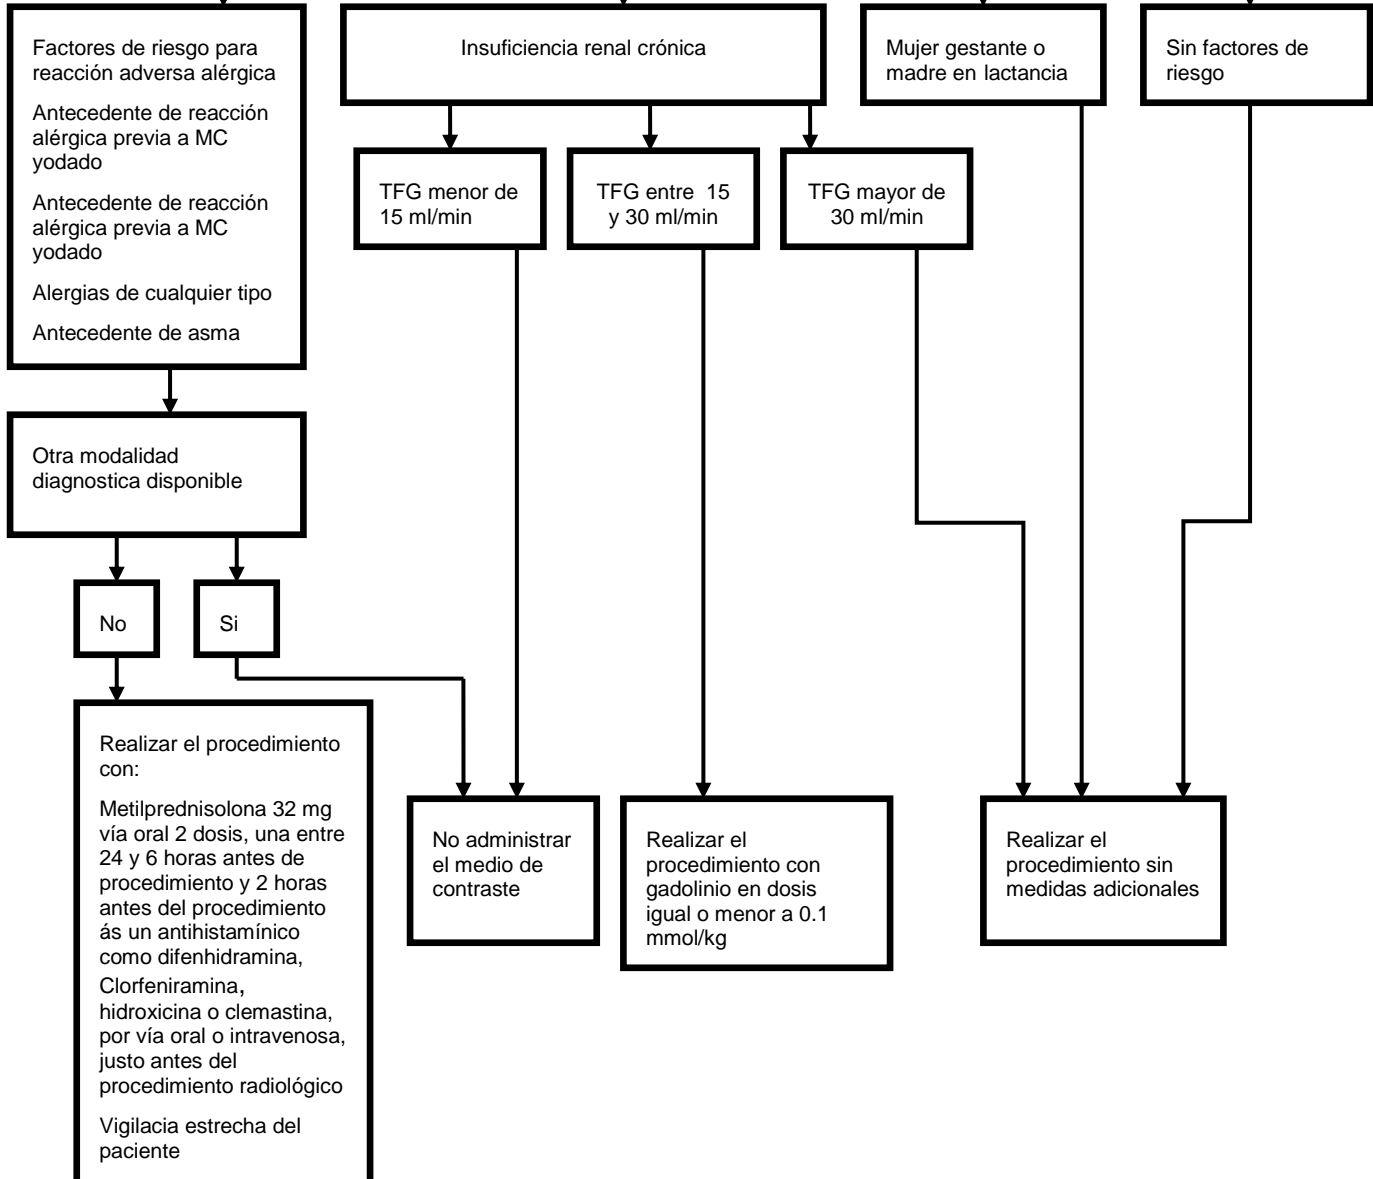 Factores de riesgo para
reacción adversa alérgica
Antecedente de reacción
alérgica previa a MC
yodado
Antecedente de reacción
alérgica previa a MC
yodado
Alergias de cualquier tipo
Antecedente de asma
Insuficiencia renal crónica
Mujer gestante o
madre en lactancia
Sin factores de
riesgo
TFG menor de
15 ml/min
TFG entre 15
y 30 ml/min
TFG mayor de
30 ml/min
Otra modalidad
diagnostica disponible
No
Si
Realizar el procedimiento
con:
Metilprednisolona 32 mg
vía oral 2 dosis, una entre
24 y 6 horas antes de
procedimiento y 2 horas
antes del procedimiento
ás un antihistamínico
como difenhidramina,
Clorfeniramina,
hidroxicina o clemastina,
por vía oral o intravenosa,
justo antes del
procedimiento radiológico
Vigilacia estrecha del
paciente
No administrar
el medio de
contraste
Realizar el
procedimiento con
gadolinio en dosis
igual o menor a 0.1
mmol/kg
Realizar el
procedimiento sin
medidas adicionales